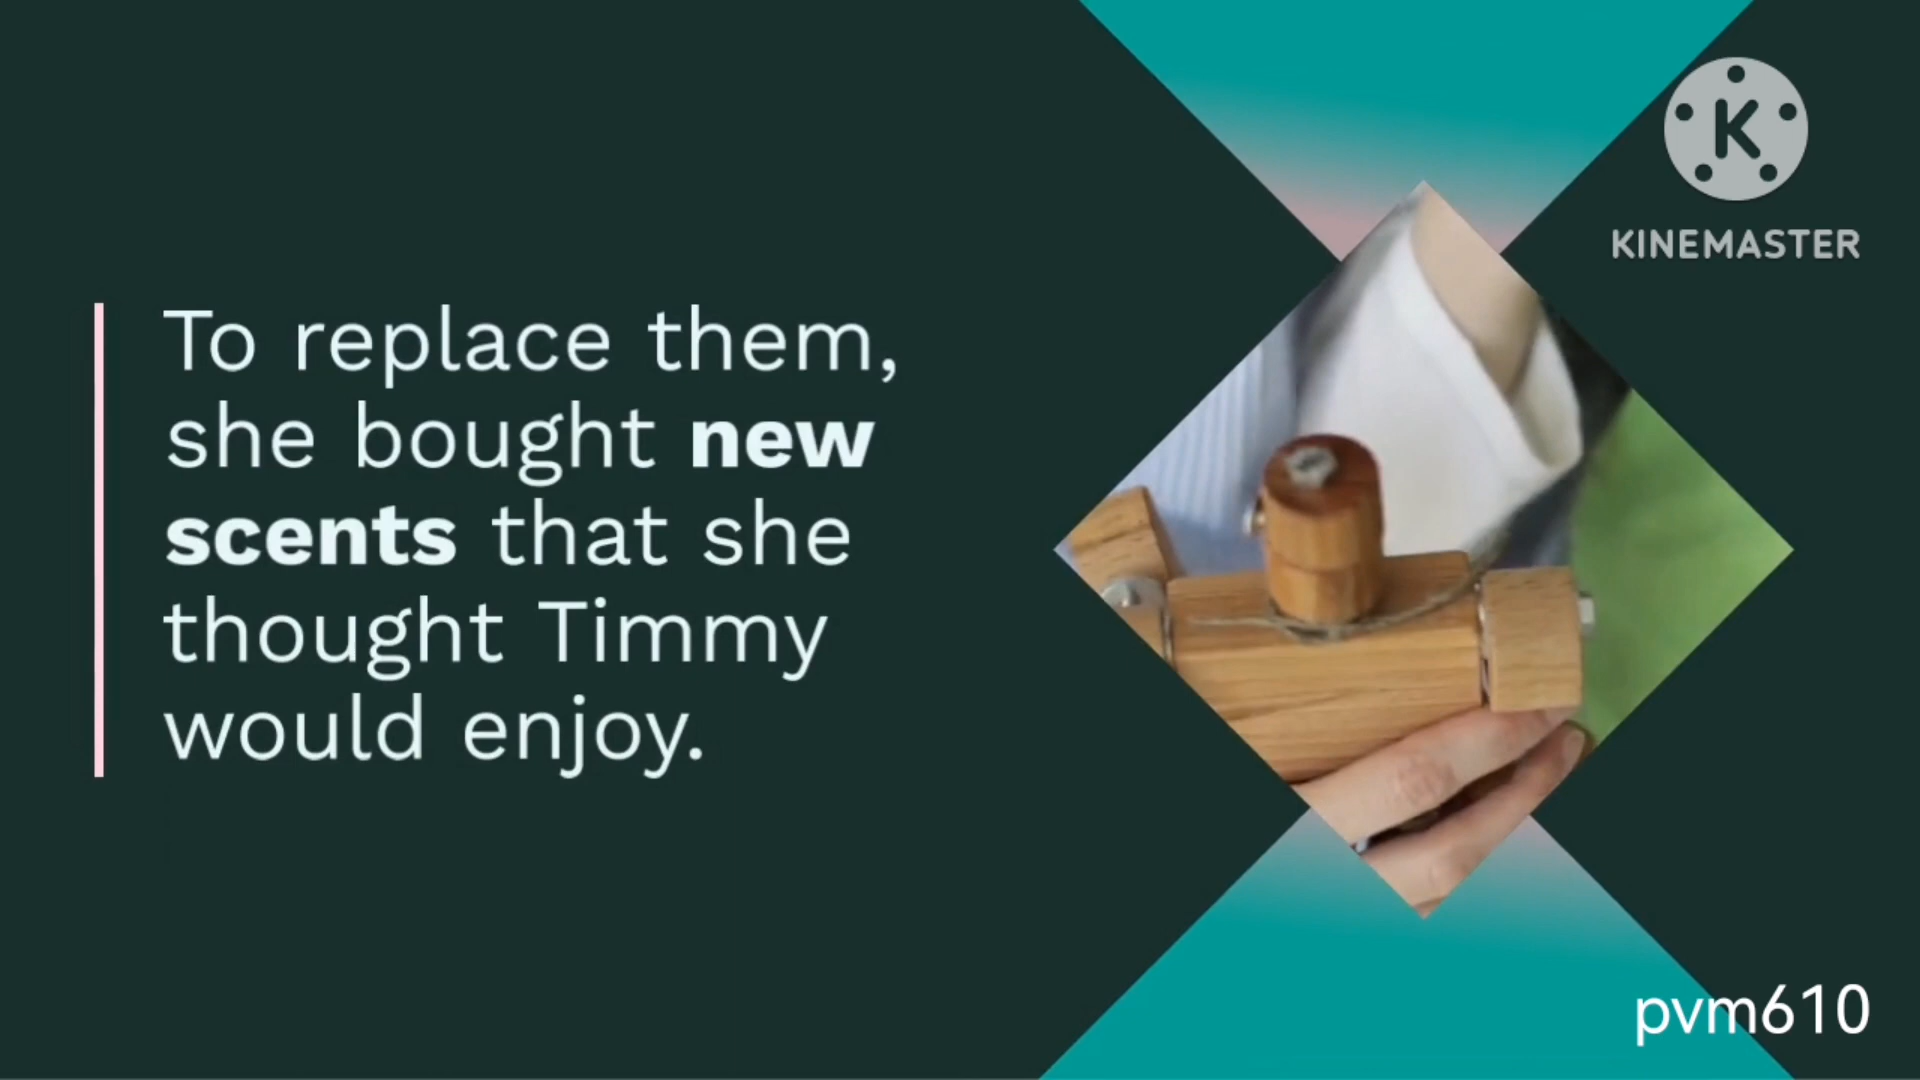 K
KINEMASTER
To replace them,
she bought new
scents that she
thought Timmy
would enjoy.
pvm610